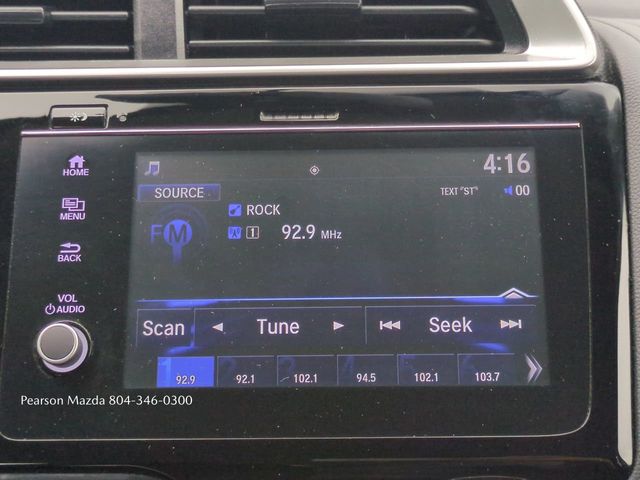 4:16
HOME
SOURCE
TEXT "ST"
00
MENU
ROCK
FM
1
92.9 MHz
BACK
VOL
AUDIO
Scan
Tune
Seek
92.9
92.1
102.1
94.5
102.1
103.7
Pearson Mazda 804-346-0300